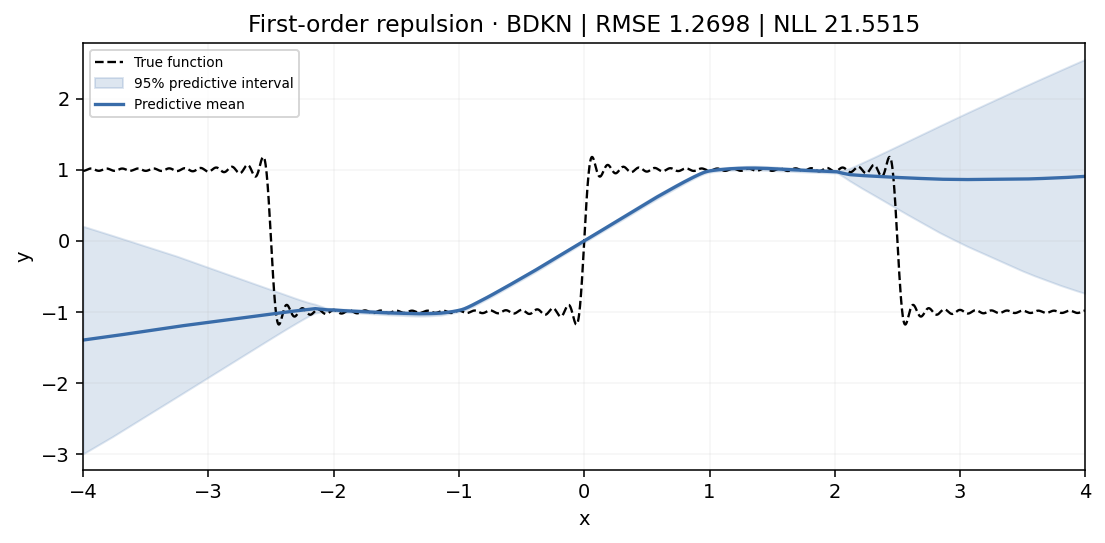 First-order repulsion · BDKN | RMSE 1.2698 | NLL 21.5515
True function
95% predictive interval
Predictive mean
y
2
1
0
−1
−2
−3
−4
−3
−2
−1
0
1
2
3
4
x